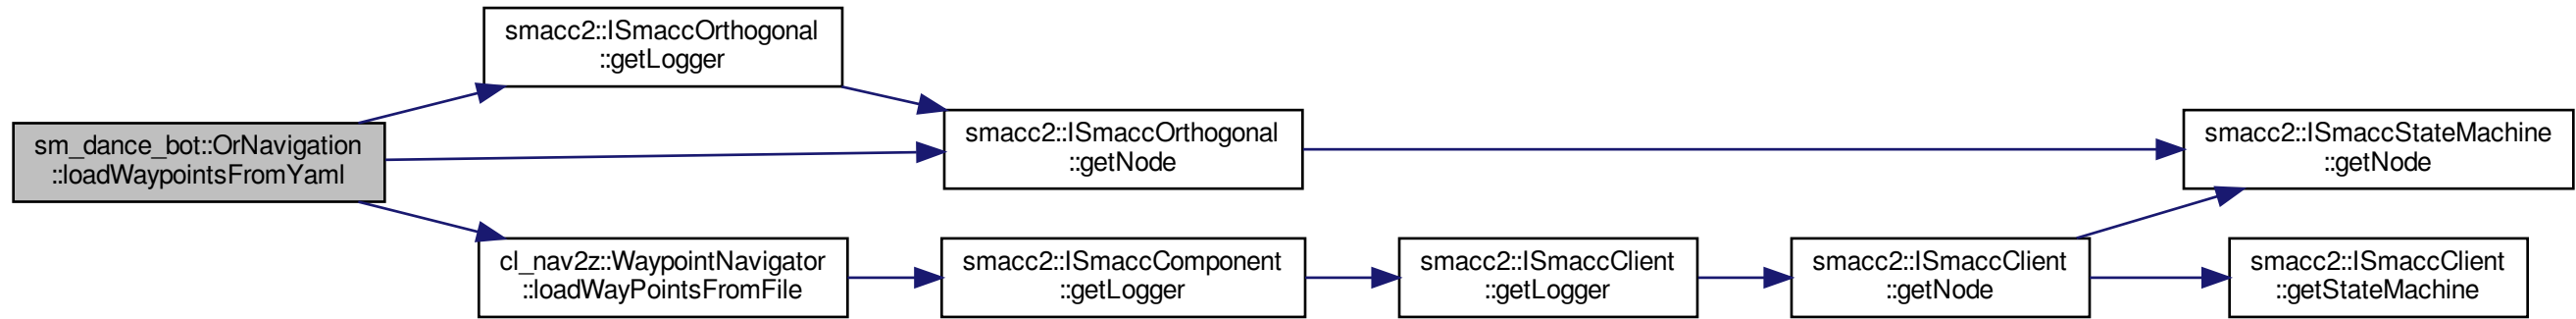 smacc2::ISmaccOrthogonal
::getLogger
sm_dance_bot::OrNavigation
::loadWaypointsFromYaml
smacc2::ISmaccOrthogonal
::getNode
smacc2::ISmaccStateMachine
::getNode
cl_nav2z::WaypointNavigator
::loadWayPointsFromFile
smacc2::ISmaccComponent
::getLogger
smacc2::ISmaccClient
::getLogger
smacc2::ISmaccClient
::getNode
smacc2::ISmaccClient
::getStateMachine